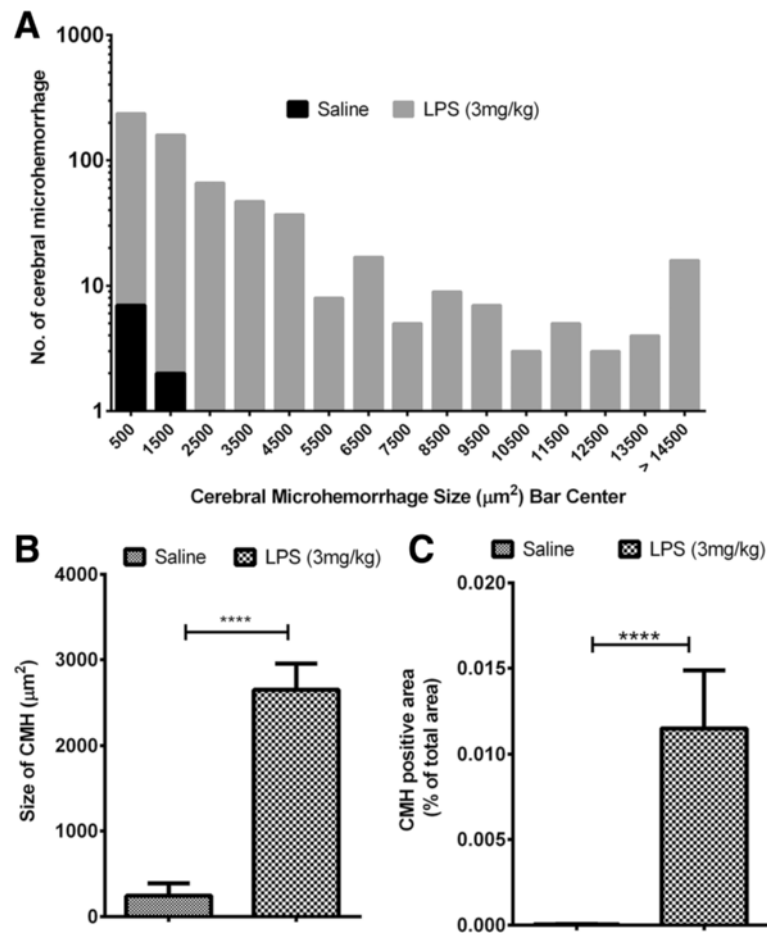 A
1000
100
10
1
No. of cerebral microhemorrhage
Saline LPS (3mg/kg)
500 1500 2500 3500 4500 5500 6500 7500 8500 9500 10500 11500 12500 13500 > 14500
Cerebral Microhemorrhage Size (μm²) Bar Center
B
Saline LPS (3mg/kg)
4000
3000
2000
1000
0
Size of CMH (μm²)
****
C
Saline LPS (3mg/kg)
0.020
0.015
0.010
0.005
0.000
CMH positive area
(% of total area)
****